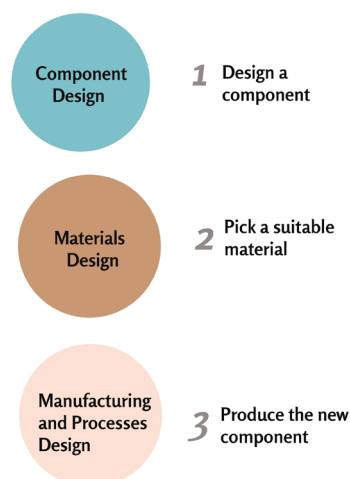 Component
Design
1 Design a
component
Materials
Design
2 Pick a suitable
material
Manufacturing
and Processes
Design
3 Produce the new
component